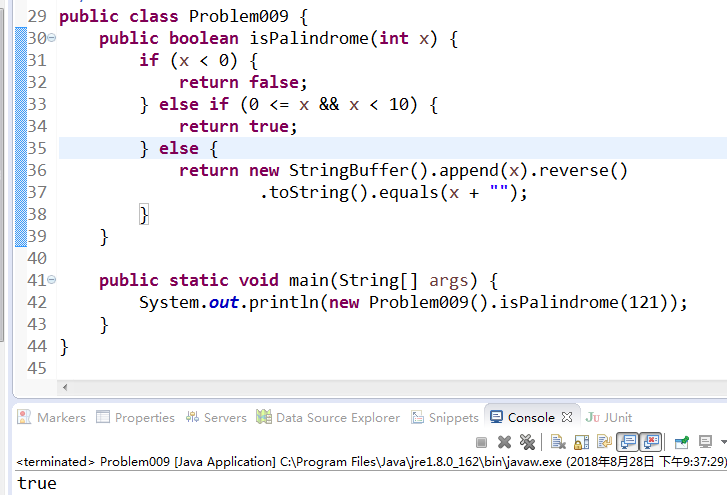 29 public class Problem009 {
30     public boolean isPalindrome(int x) {
31         if (x < 0) {
32             return false;
33         } else if (0 <= x && x < 10) {
34             return true;
35         } else {
36             return new StringBuffer().append(x).reverse()
37                     .toString().equals(x + "");
38         }
39     }
40
41     public static void main(String[] args) {
42         System.out.println(new Problem009().isPalindrome(121));
43     }
44 }
45
Markers Properties Servers Data Source Explorer Snippets Console JUnit
<terminated> Problem009 [Java Application] C:\Program Files\Java\jre1.8.0_162\bin\javaw.exe (2018年8月28日 下午9:37:29)
true